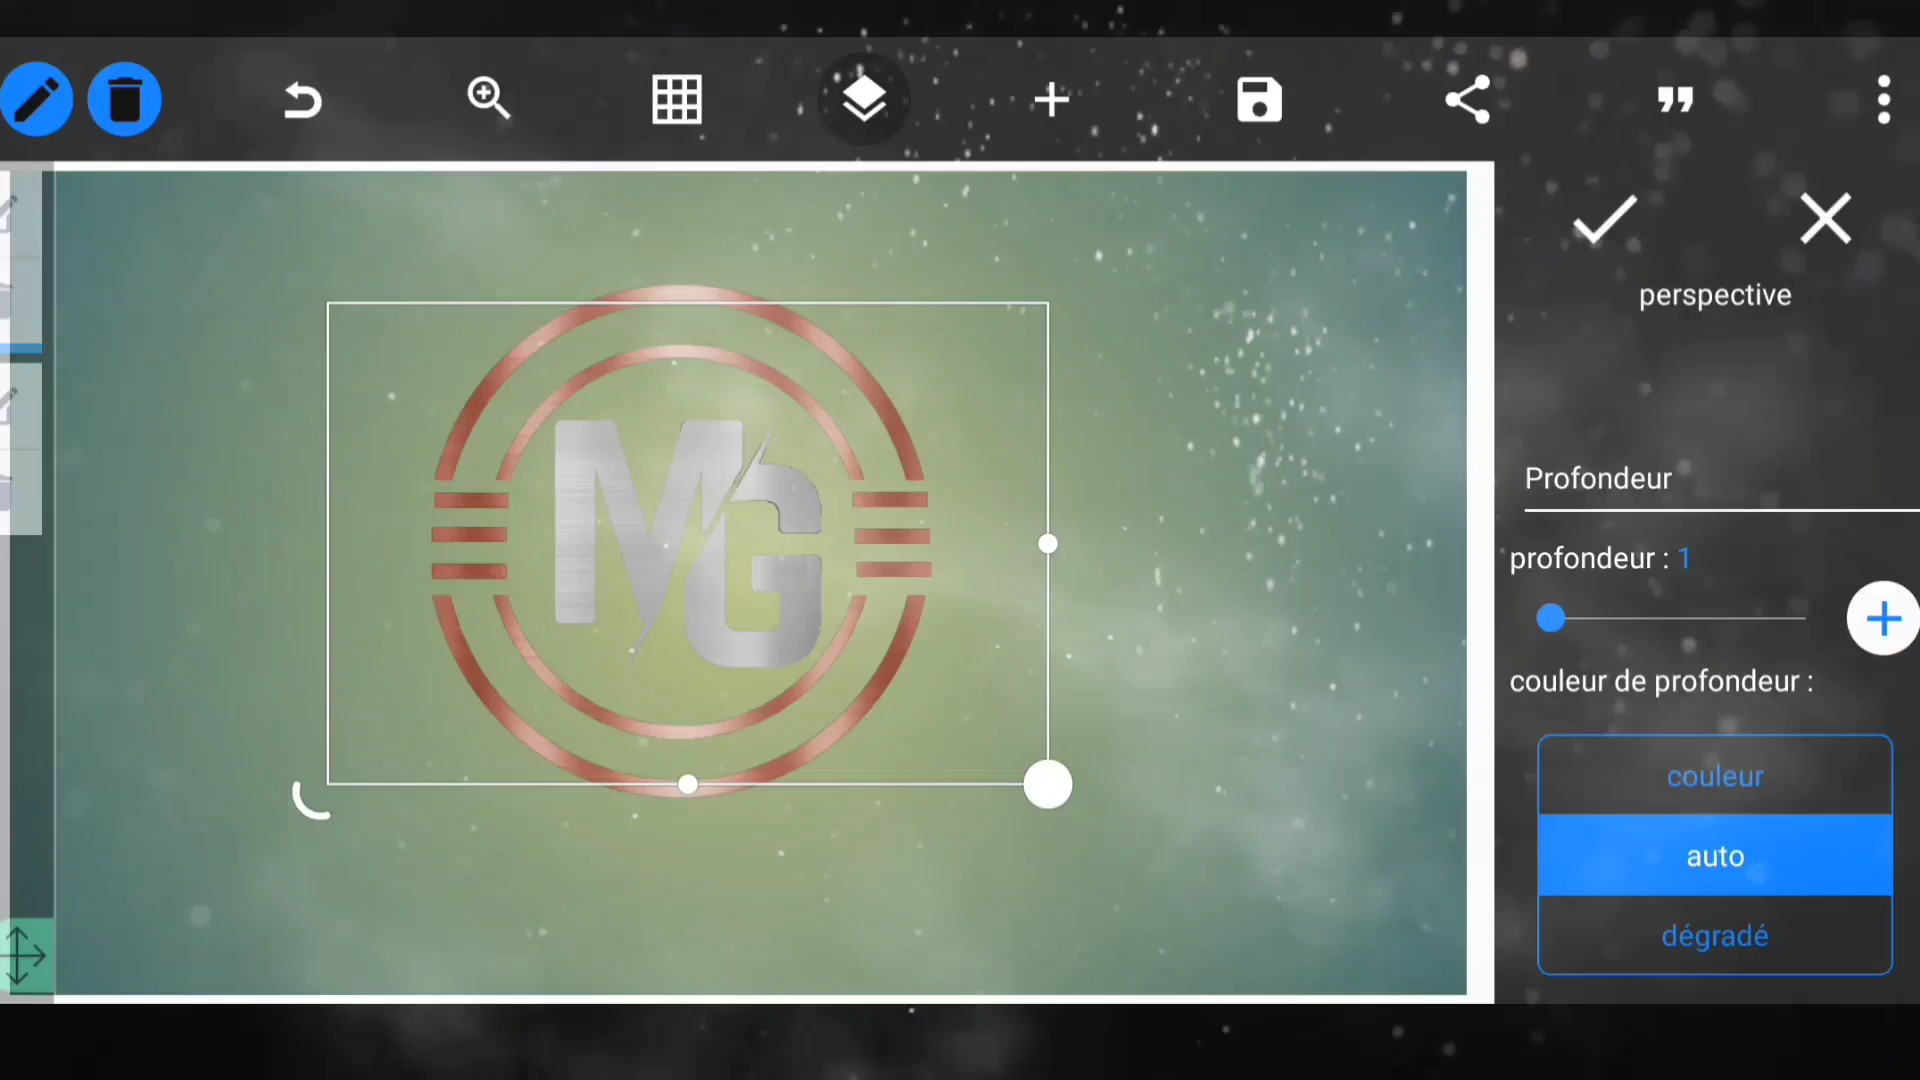 perspective
MG
Profondeur
profondeur : 1
couleur de profondeur :
couleur
auto
dégradé